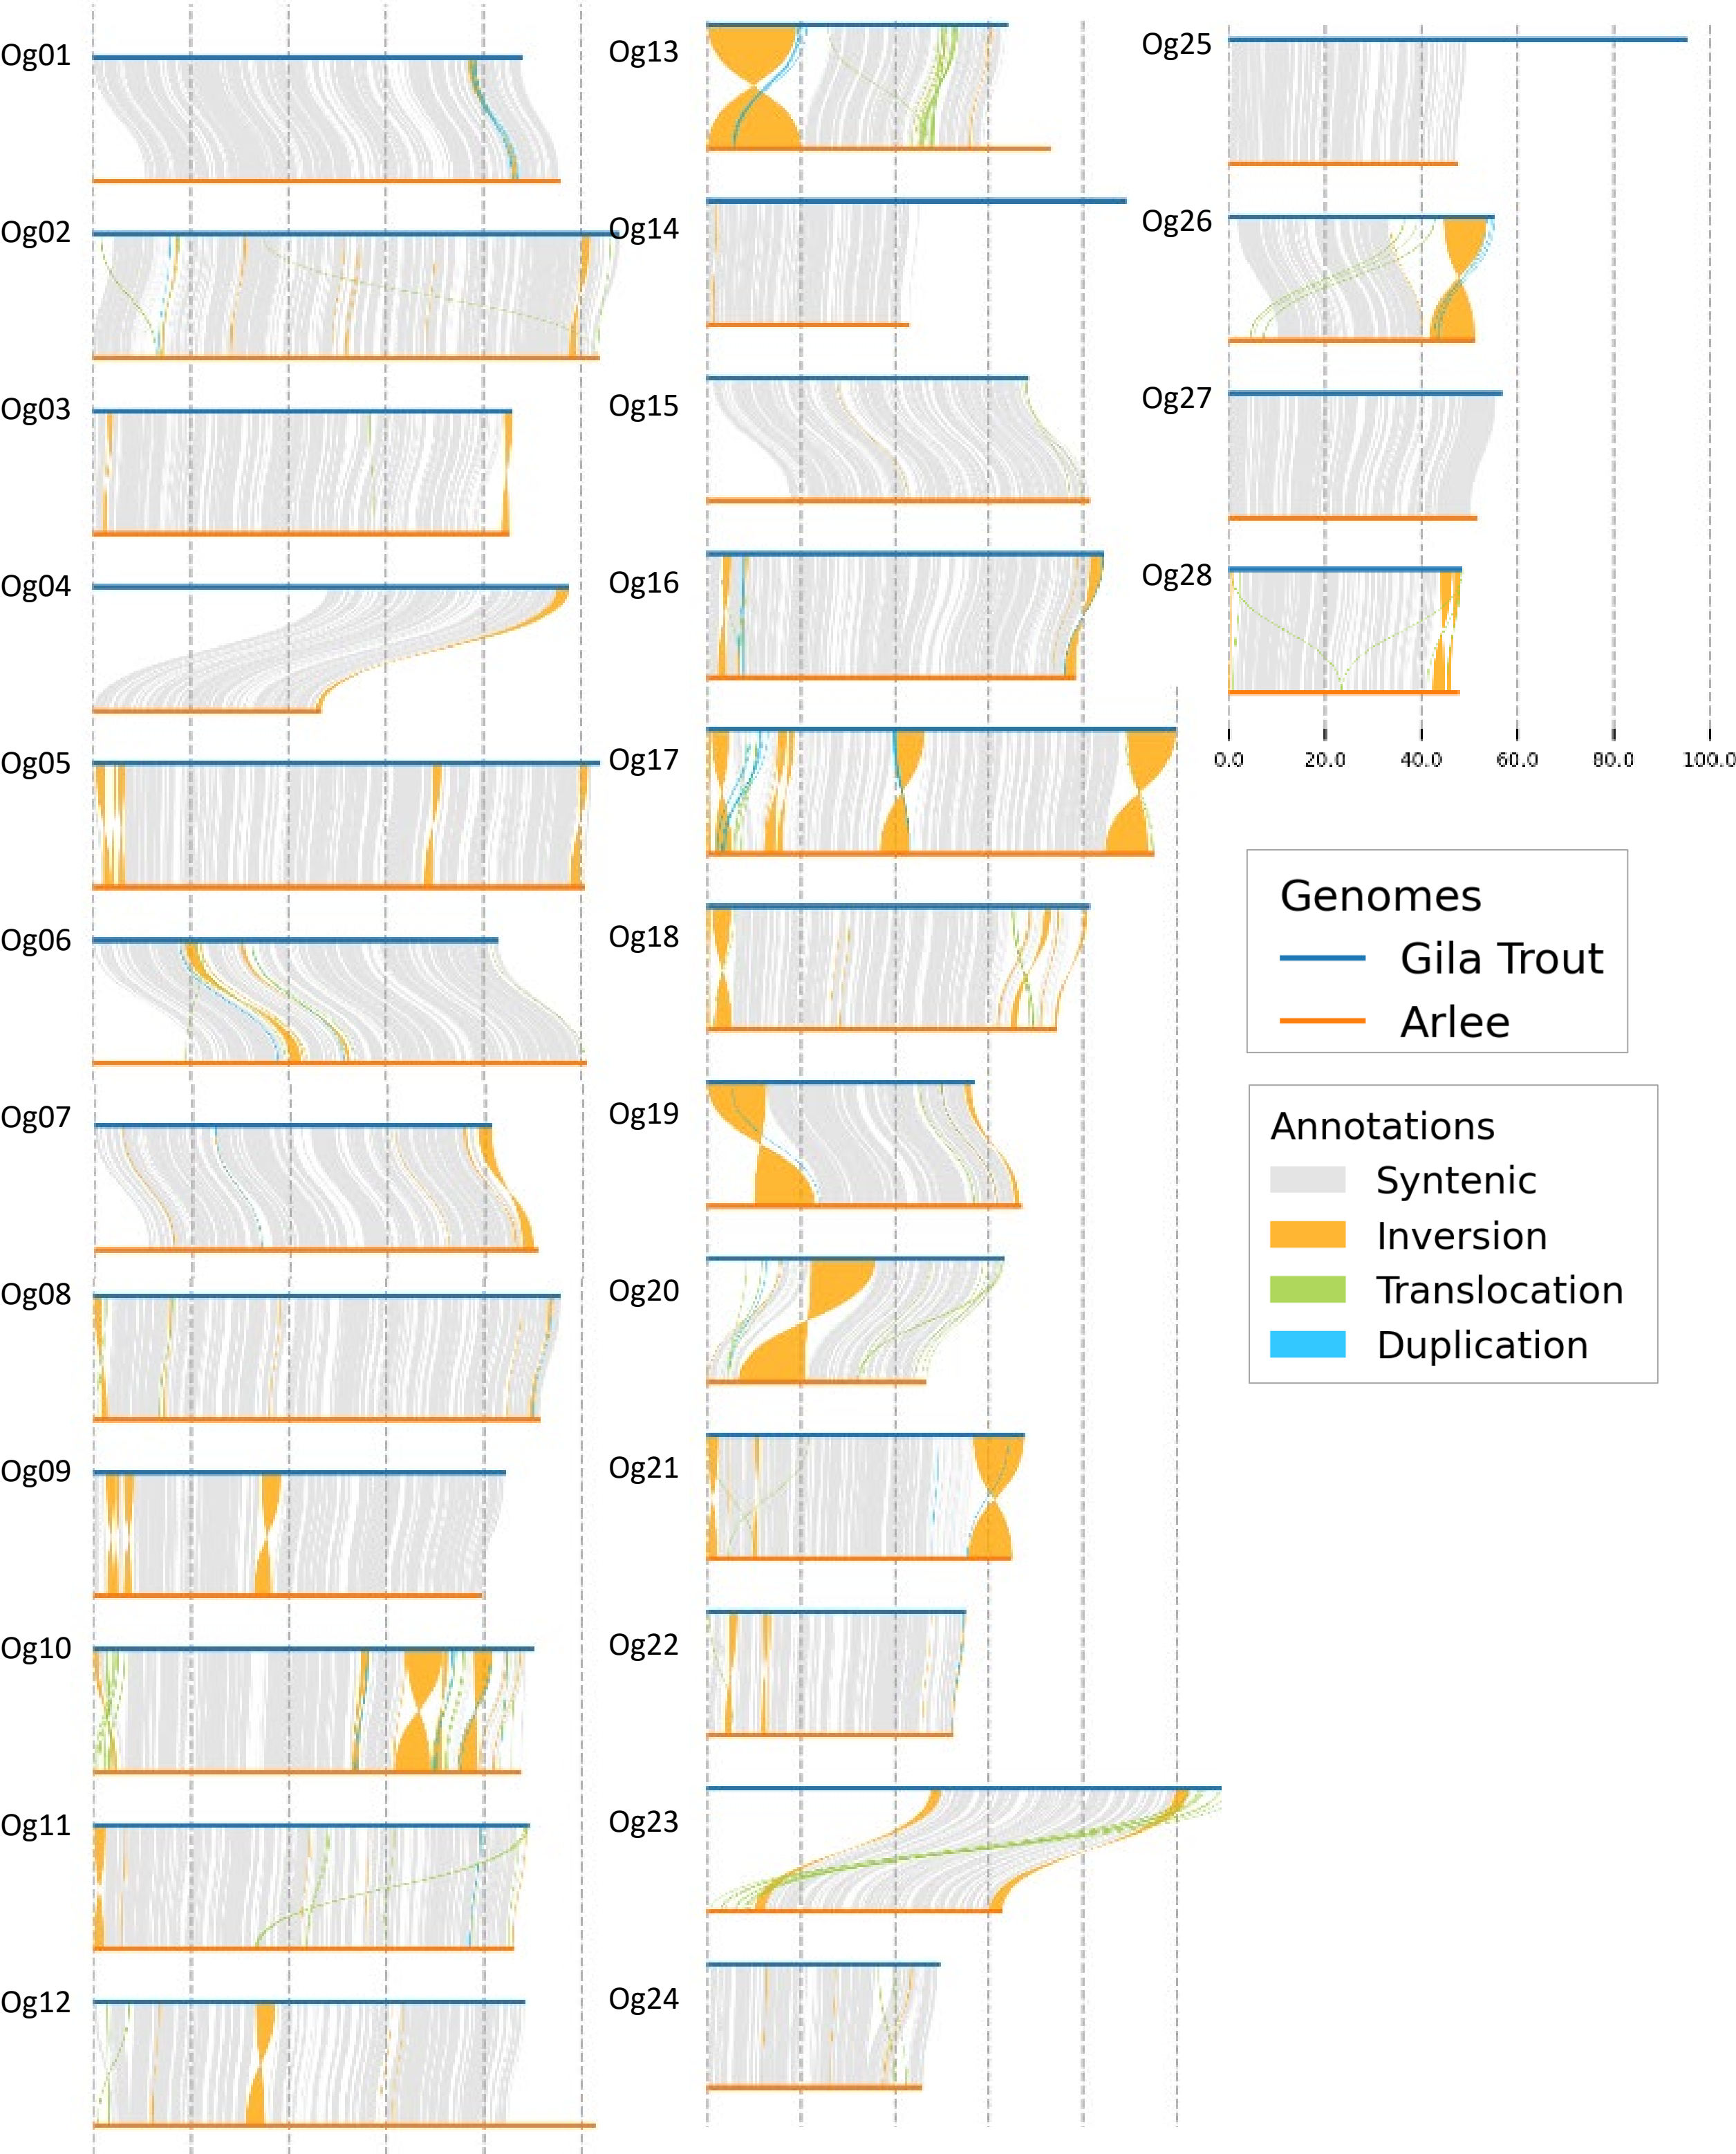 Og01
Og02
Og03
Og04
Og05
Og06
Og07
Og08
Og09
Og10
Og11
Og12
Og13
Og14
Og15
Og16
Og17
Og18
Og19
Og20
Og21
Og22
Og23
Og24
Og25
Og26
Og27
Og28
0.0 20.0 40.0 60.0 80.0 100.0
Genomes
Gila Trout
Arlee
Annotations
Syntenic
Inversion
Translocation
Duplication